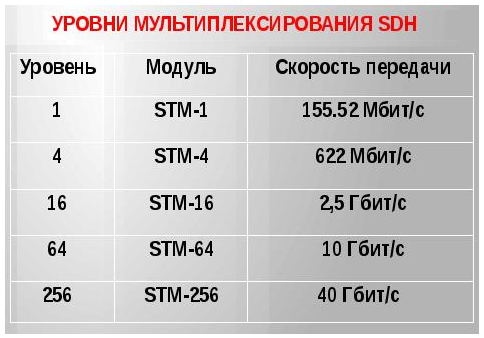 УРОВНИ МУЛЬТИПЛЕКСИРОВАНИЯ SDH
Уровень Модуль Скорость передачи
1 STM-1 155.52 Мбит/с
4 STM-4 622 Мбит/с
16 STM-16 2,5 Гбит/с
64 STM-64 10 Гбит/с
256 STM-256 40 Гбит/с